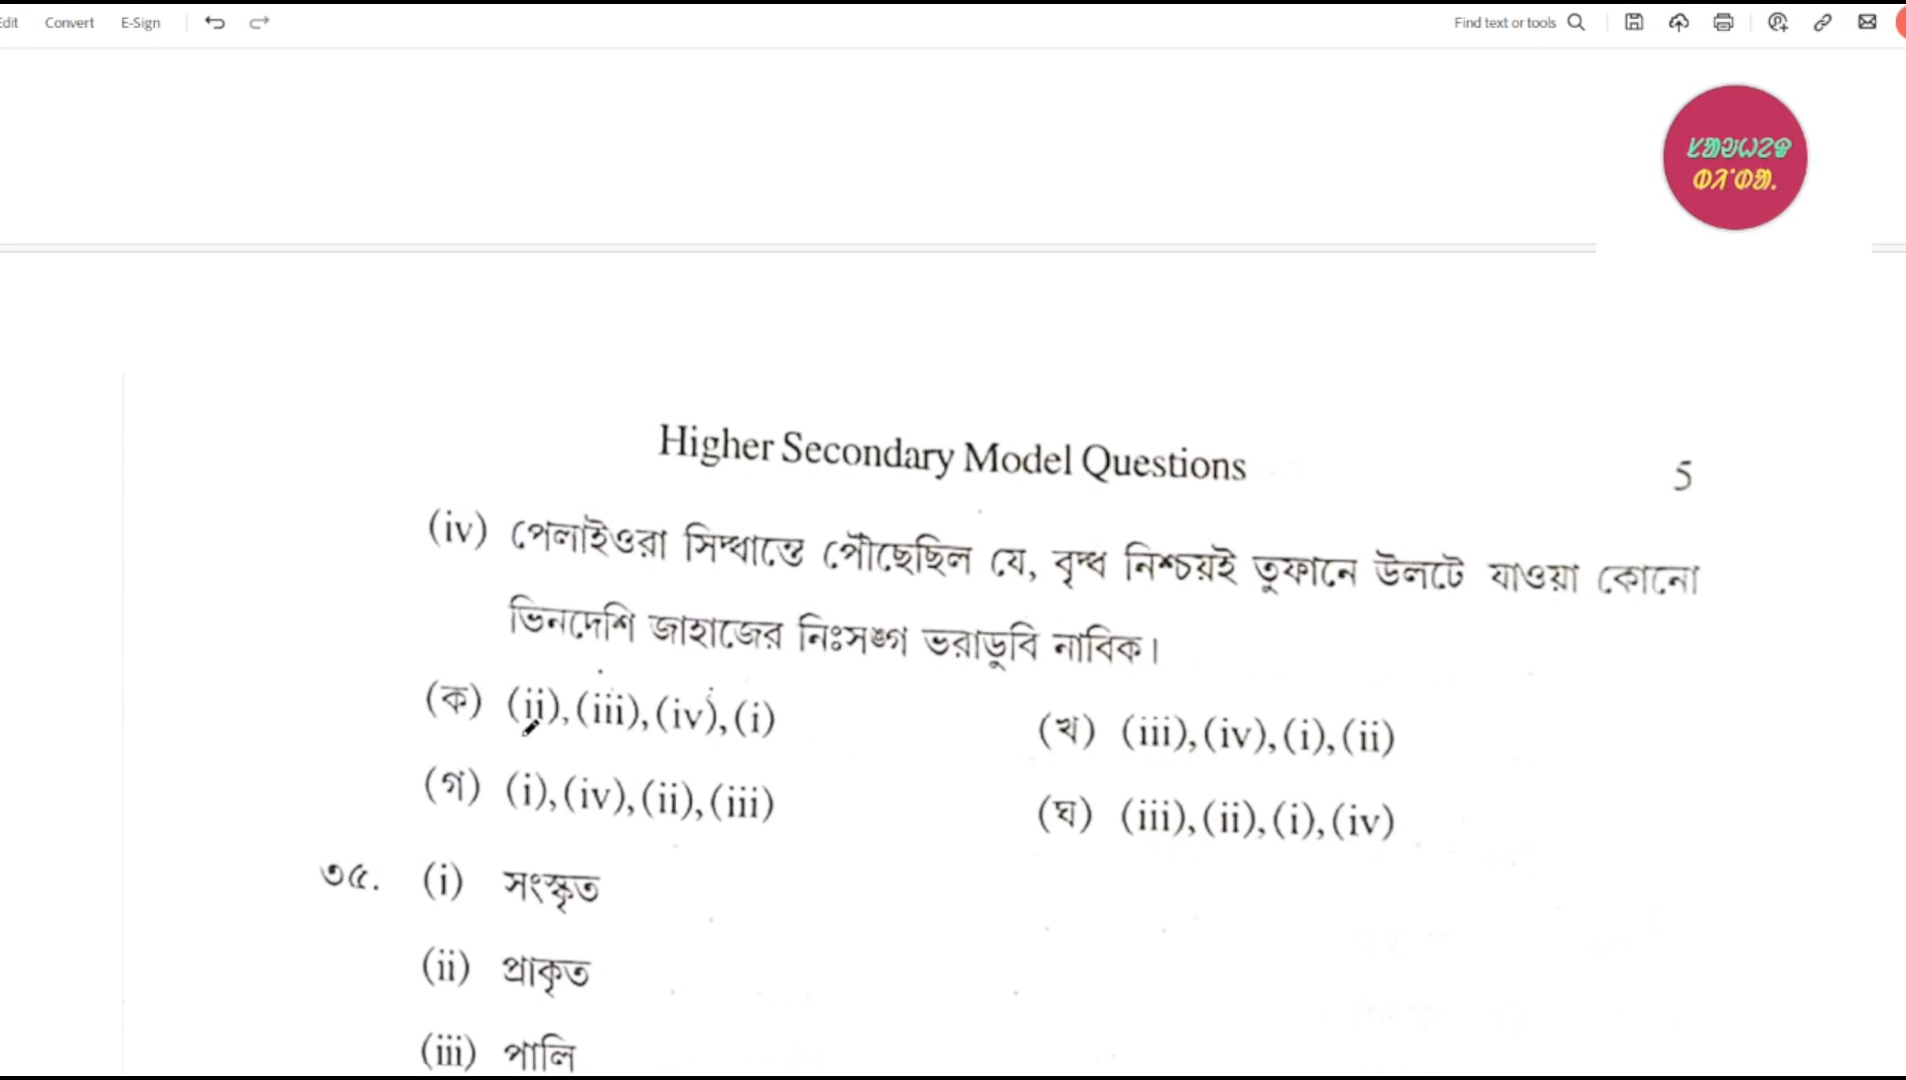 Edit Convert E-Sign Find text or tools
Higher Secondary Model Questions 5
(iv) পেলাইওরা সিদ্ধান্তে পৌঁছেছিল যে, বৃদ্ধ নিশ্চয়ই তুফানে উলটে যাওয়া কোনো
ভিনদেশি জাহাজের নিঃসঙ্গ ভরাডুবি নাবিক।
(ক) (ii), (iii), (iv), (i) (খ) (iii), (iv), (i), (ii)
(গ) (i), (iv), (ii), (iii) (ঘ) (iii), (ii), (i), (iv)
৩৫. (i) সংস্কৃত
(ii) প্রাকৃত
(iii) পালি